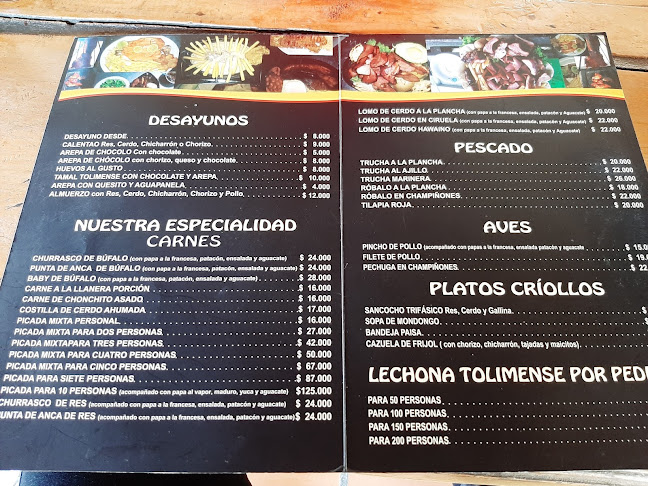 DESAYUNOS
DESAYUNO DESDE $ 8.000
CALENTAO Res, Cerdo, Chicharrón o Chorizo. $ 8.000
AREPA DE CHOCOLO Con chocolate $ 5.000
AREPA DE CHÓCOLO con chorizo, queso y chocolate $ 8.000
HUEVOS AL GUSTO $ 8.000
TAMAL TOLIMENSE CON CHOCOLATE Y AREPA $ 10.000
AREPA CON QUESITO Y AGUAPANELA $ 4.000
ALMUERZO con Res, Cerdo, Chicharrón, Chorizo y Pollo $ 12.000
NUESTRA ESPECIALIDAD
CARNES
CHURRASCO DE BÚFALO (con papa a la francesa, patacón, ensalada y aguacate) $ 24.000
PUNTA DE ANCA DE BÚFALO (con papa a la francesa, patacón, ensalada y aguacate) $ 24.000
BABY DE BÚFALO (con papa a la francesa, patacón, ensalada y aguacate) $ 28.000
CARNE A LA LLANERA PORCIÓN $ 16.000
CARNE DE CHONCHITO ASADO $ 16.000
COSTILLA DE CERDO AHUMADA $ 17.000
PICADA MIXTA PERSONAL $ 16.000
PICADA MIXTA PARA DOS PERSONAS $ 27.000
PICADA MIXTAPARA TRES PERSONAS $ 42.000
PICADA MIXTA PARA CUATRO PERSONAS $ 50.000
PICADA MIXTA PARA CINCO PERSONAS $ 67.000
PICADA PARA SIETE PERSONAS $ 87.000
PICADA PARA 10 PERSONAS (acompañado con papa al vapor, maduro, yuca y aguacate) $125.000
CHURRASCO DE RES (acompañado con papa a la francesa, ensalada, patacón y aguacate) $ 24.000
PUNTA DE ANCA DE RES (acompañado con papa a la francesa, ensalada, patacón y aguacate) $ 24.000
LOMO DE CERDO A LA PLANCHA (con papa a la francesa, ensalada, patacón y Aguacate) $ 20.000
LOMO DE CERDO EN CIRUELA (con papa a la francesa, ensalada, patacón y Aguacate) $ 22.000
LOMO DE CERDO HAWAINO (con papa a la francesa, ensalada, patacón y Aguacate) $ 22.000
PESCADO
TRUCHA A LA PLANCHA $ 20.000
TRUCHA AL AJILLO $ 22.000
TRUCHA MARINERA $ 26.000
RÓBALO A LA PLANCHA $ 18.000
RÓBALO EN CHAMPIÑONES $ 22.000
TILAPIA ROJA $ 20.000
AVES
PINCHO DE POLLO (acompañado con papas a la francesa, ensalada patacón y aguacate $ 15.0
FILETE DE POLLO $ 19.0
PECHUGA EN CHAMPIÑONES $ 22.
PLATOS CRÍOLLOS
SANCOCHO TRIFÁSICO Res, Cerdo y Gallina $
SOPA DE MONDONGO $
BANDEJA PAISA
CAZUELA DE FRIJOL ( con chorizo, chicharrón, tajadas y maicitos)
LECHONA TOLIMENSE POR PEDI
PARA 50 PERSONAS $
PARA 100 PERSONAS $
PARA 150 PERSONAS $
PARA 200 PERSONAS $